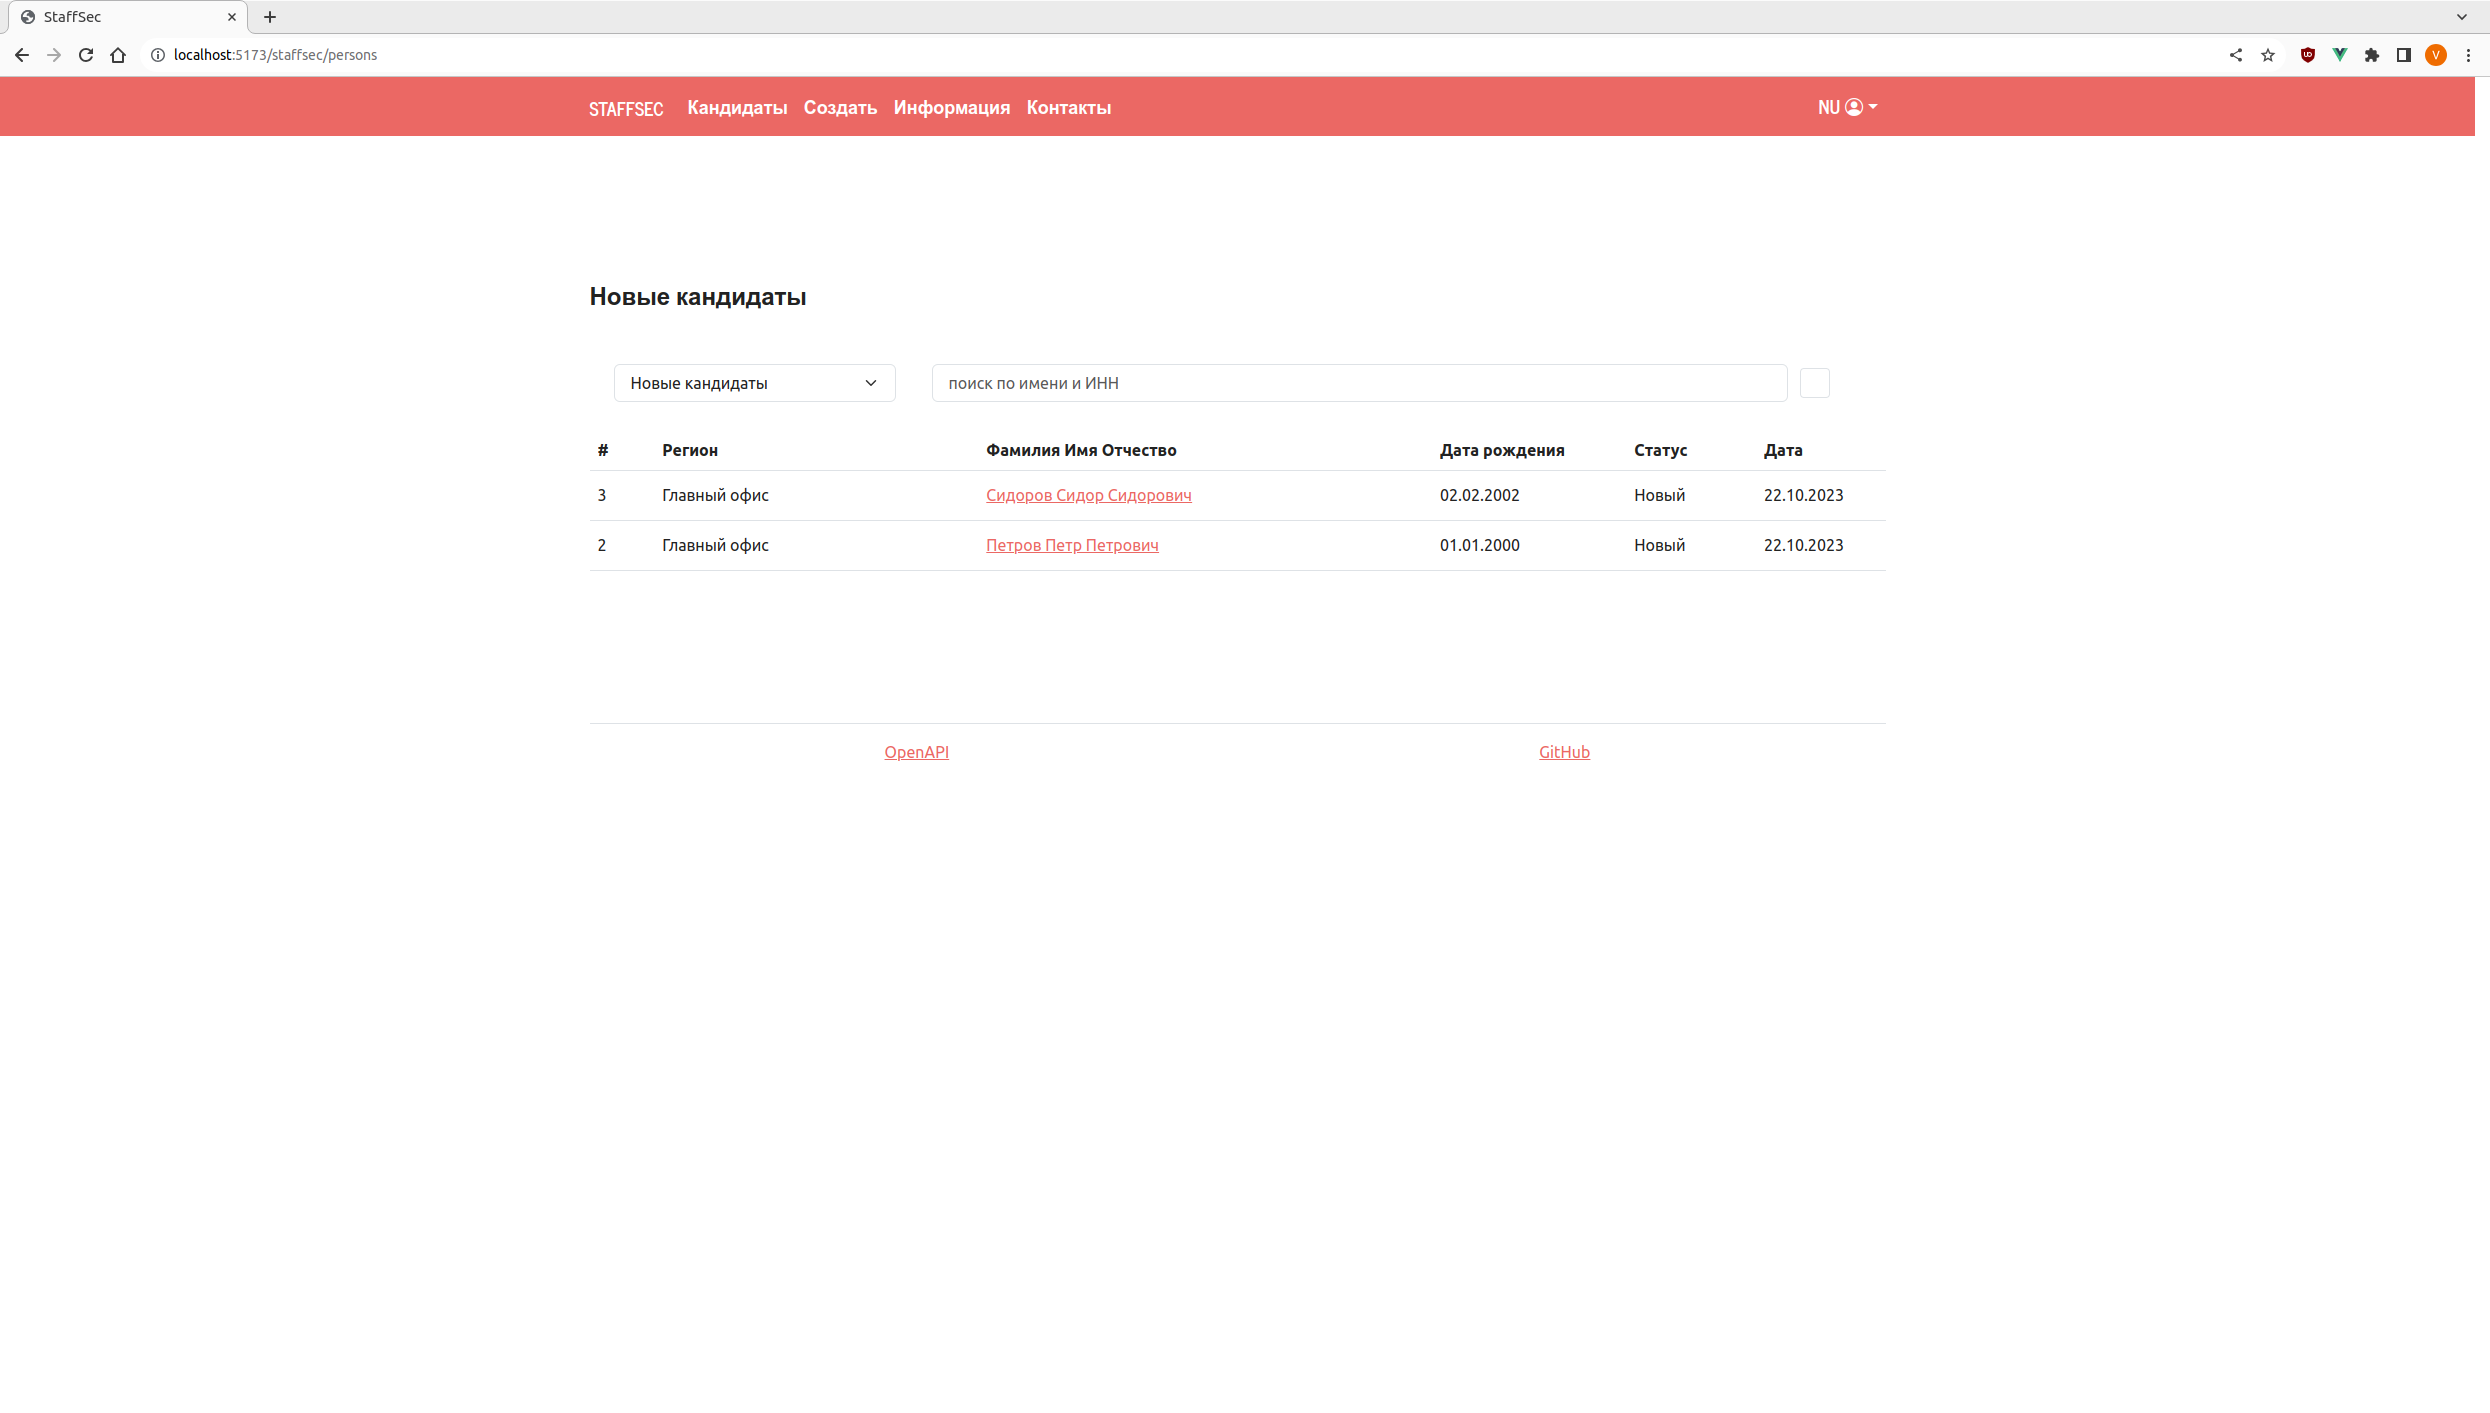 StaffSec
localhost:5173/staffsec/persons
V
STAFFSEC Кандидаты Создать Информация Контакты NU
Новые кандидаты
Новые кандидаты поиск по имени и ИНН
# Регион Фамилия Имя Отчество Дата рождения Статус Дата
3 Главный офис Сидоров Сидор Сидорович 02.02.2002 Новый 22.10.2023
2 Главный офис Петров Петр Петрович 01.01.2000 Новый 22.10.2023
OpenAPI GitHub